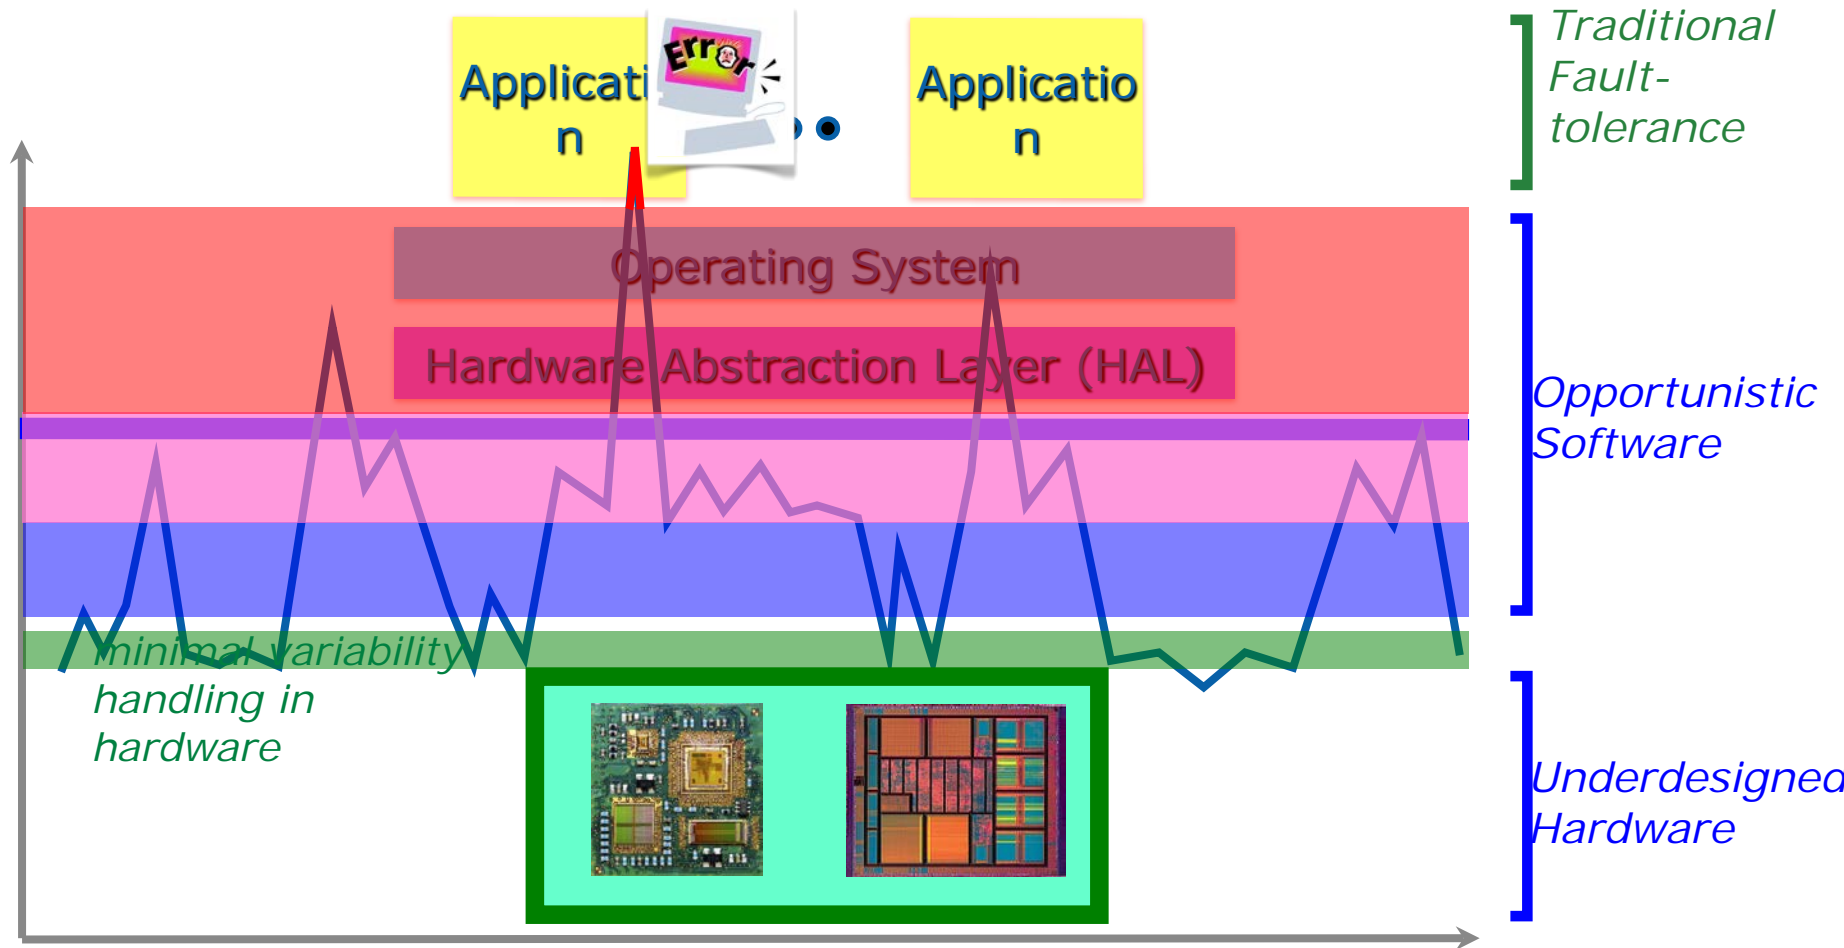 Traditional
Fault-
tolerance
Applicati
n
Error
Applicatio
n
Operating System
Hardware Abstraction Layer (HAL)
Opportunistic
Software
minimal variability
handling in
hardware
Underdesigned
Hardware